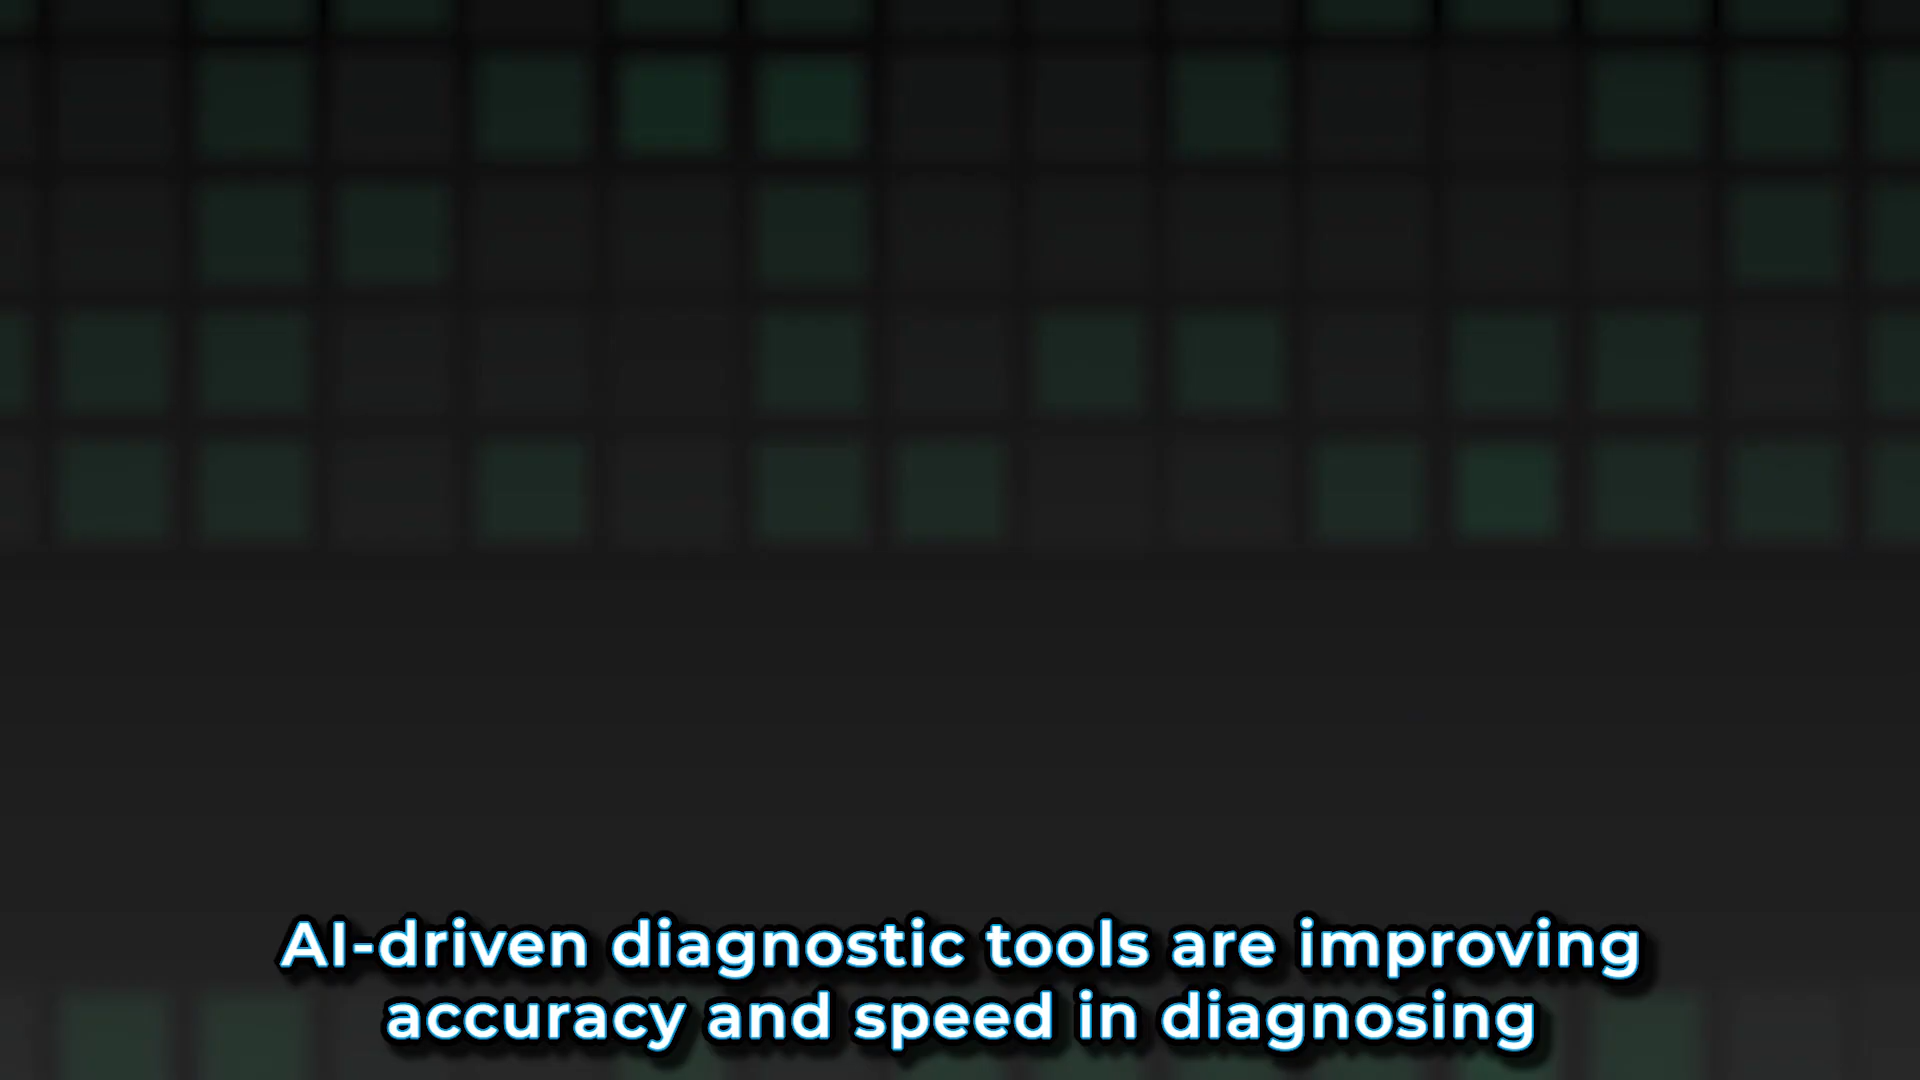 AI-driven diagnostic tools are improving
accuracy and speed in diagnosing